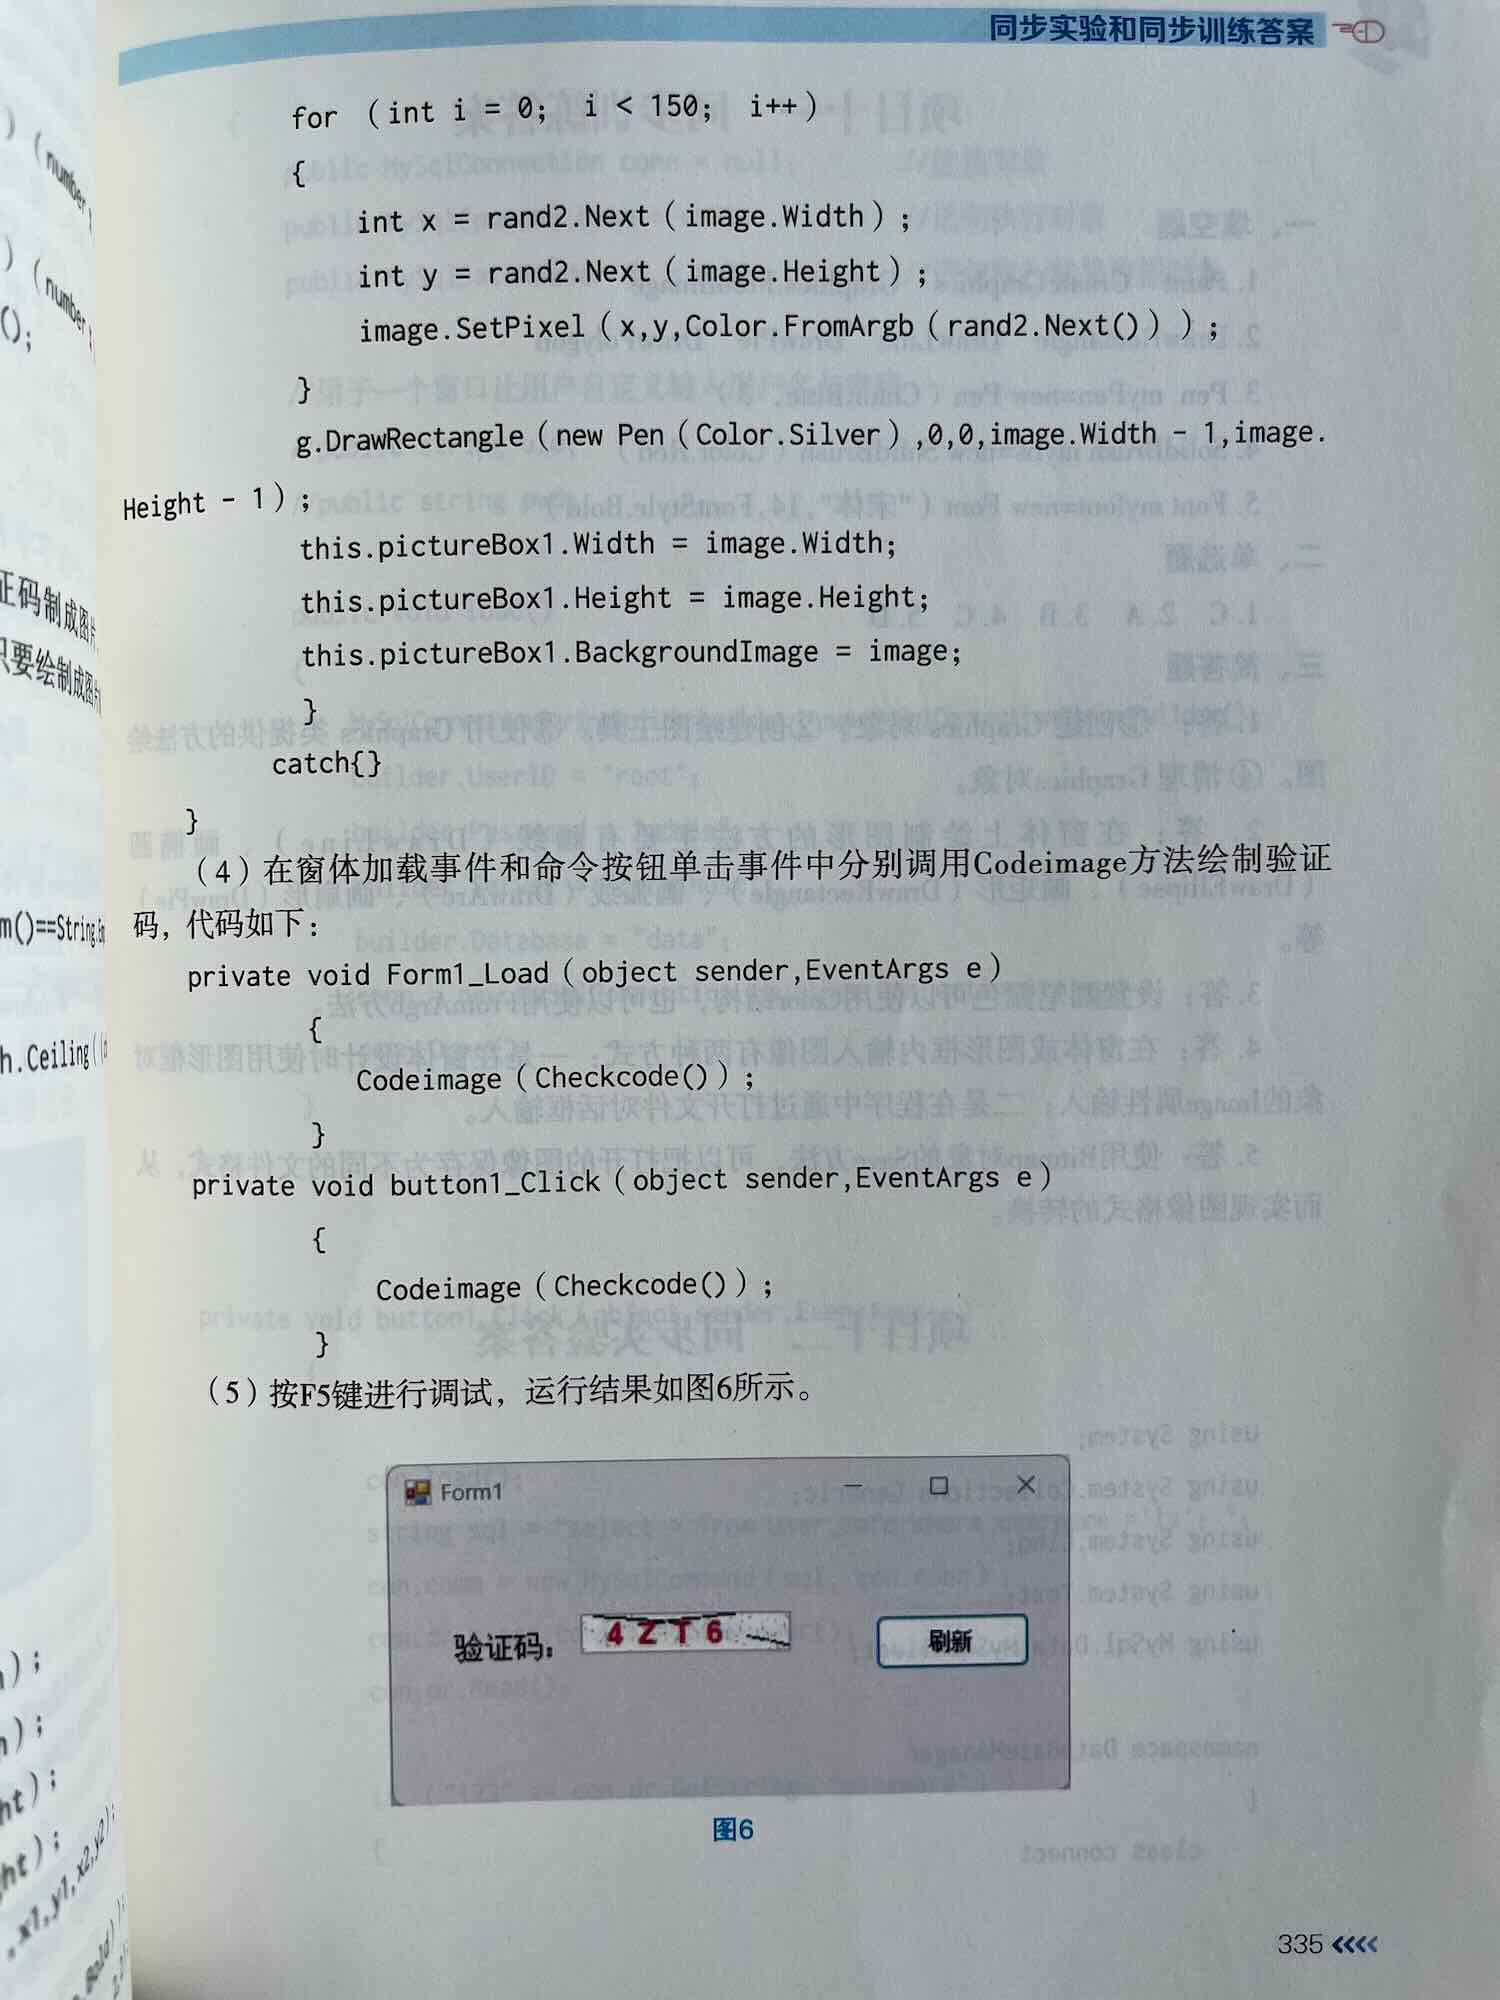 同步实验和同步训练答案
for （int i = 0; i < 150; i++）
{
int x = rand2.Next（image.Width）;
int y = rand2.Next（image.Height）;
image.SetPixel（x,y,Color.FromArgb（rand2.Next()））;
}
g.DrawRectangle（new Pen（Color.Silver）,0,0,image.Width - 1,image.
Height - 1）;
this.pictureBox1.Width = image.Width;
this.pictureBox1.Height = image.Height;
this.pictureBox1.BackgroundImage = image;
}
catch{}
}
（4）在窗体加载事件和命令按钮单击事件中分别调用Codeimage方法绘制验证
码，代码如下：
private void Form1_Load（object sender,EventArgs e）
{
Codeimage（Checkcode()）;
}
private void button1_Click（object sender,EventArgs e）
{
Codeimage（Checkcode()）;
}
（5）按F5键进行调试，运行结果如图6所示。
Form1
验证码： 4 Z T 6 刷新
图6
335